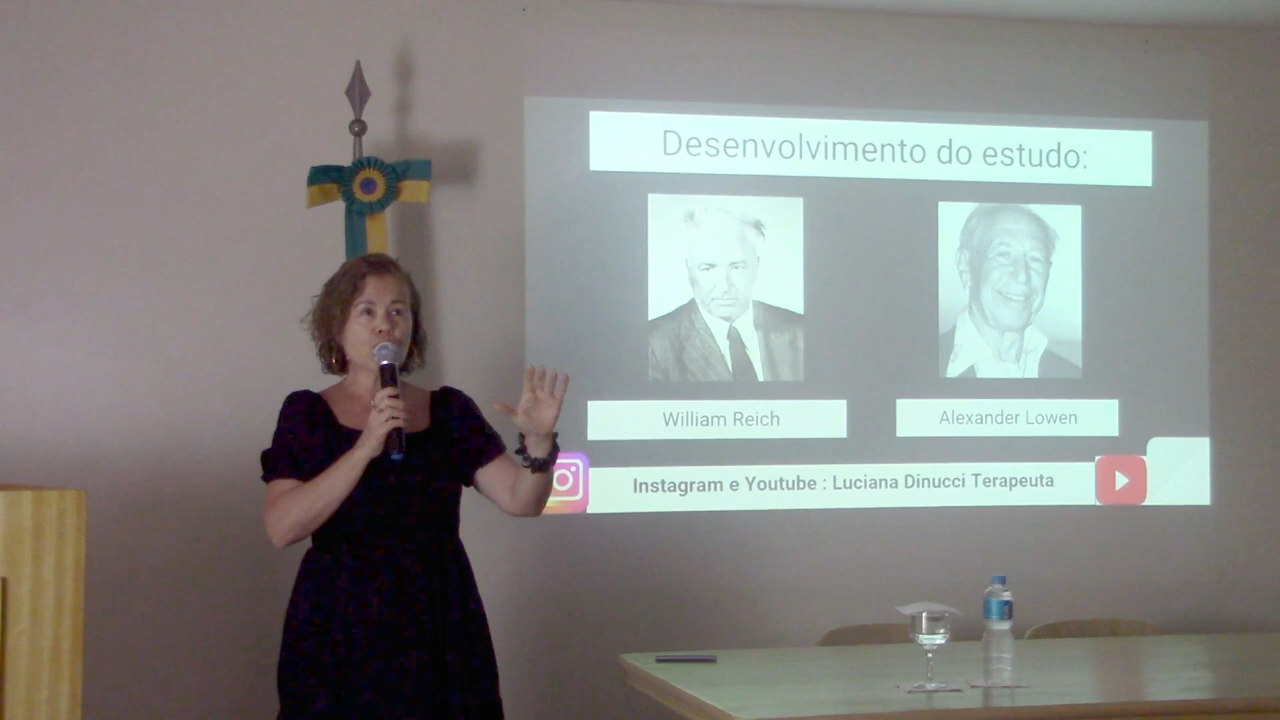 Desenvolvimento do estudo:
William Reich
Alexander Lowen
Instagram e Youtube : Luciana Dinucci Terapeuta